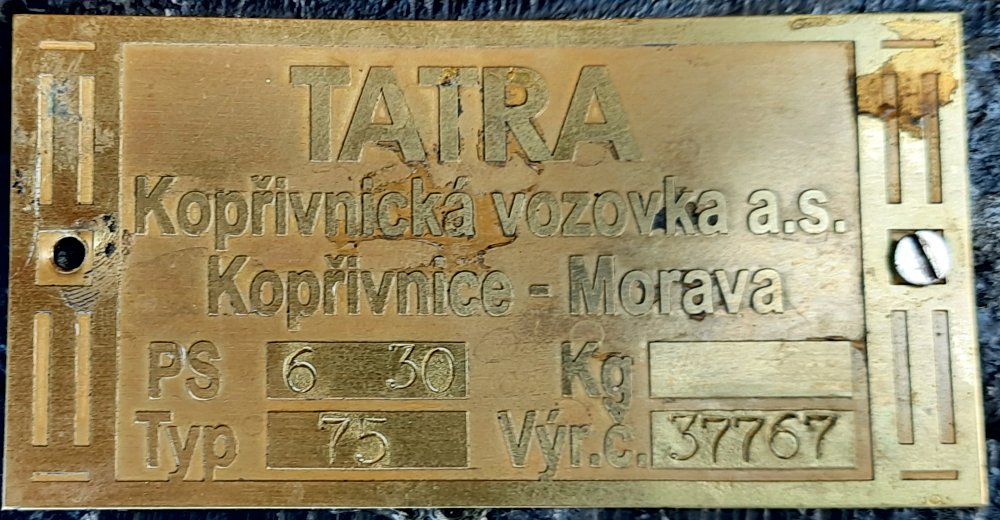 TATRA
Kopřivnická vozovka a.s.
Kopřivnice - Morava
PS 6 30 Kg
Typ 75 Výr.č. 37767